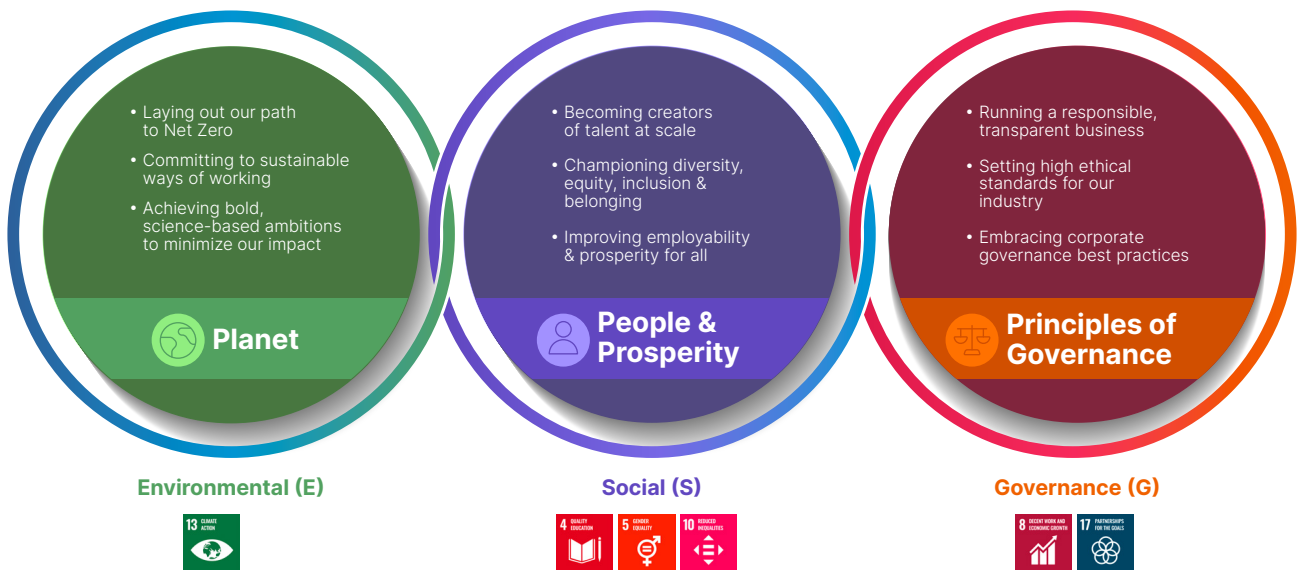 • Laying out our path
to Net Zero
• Committing to sustainable
ways of working
• Achieving bold,
science-based ambitions
to minimize our impact
Planet
Environmental (E)
13 CLIMATE
ACTION
• Becoming creators
of talent at scale
• Championing diversity,
equity, inclusion &
belonging
• Improving employability
& prosperity for all
People &
Prosperity
Social (S)
4 QUALITY
EDUCATION
5 GENDER
EQUALITY
10 REDUCED
INEQUALITIES
• Running a responsible,
transparent business
• Setting high ethical
standards for our
industry
• Embracing corporate
governance best practices
Principles of
Governance
Governance (G)
8 DECENT WORK AND
ECONOMIC GROWTH
17 PARTNERSHIPS
FOR THE GOALS